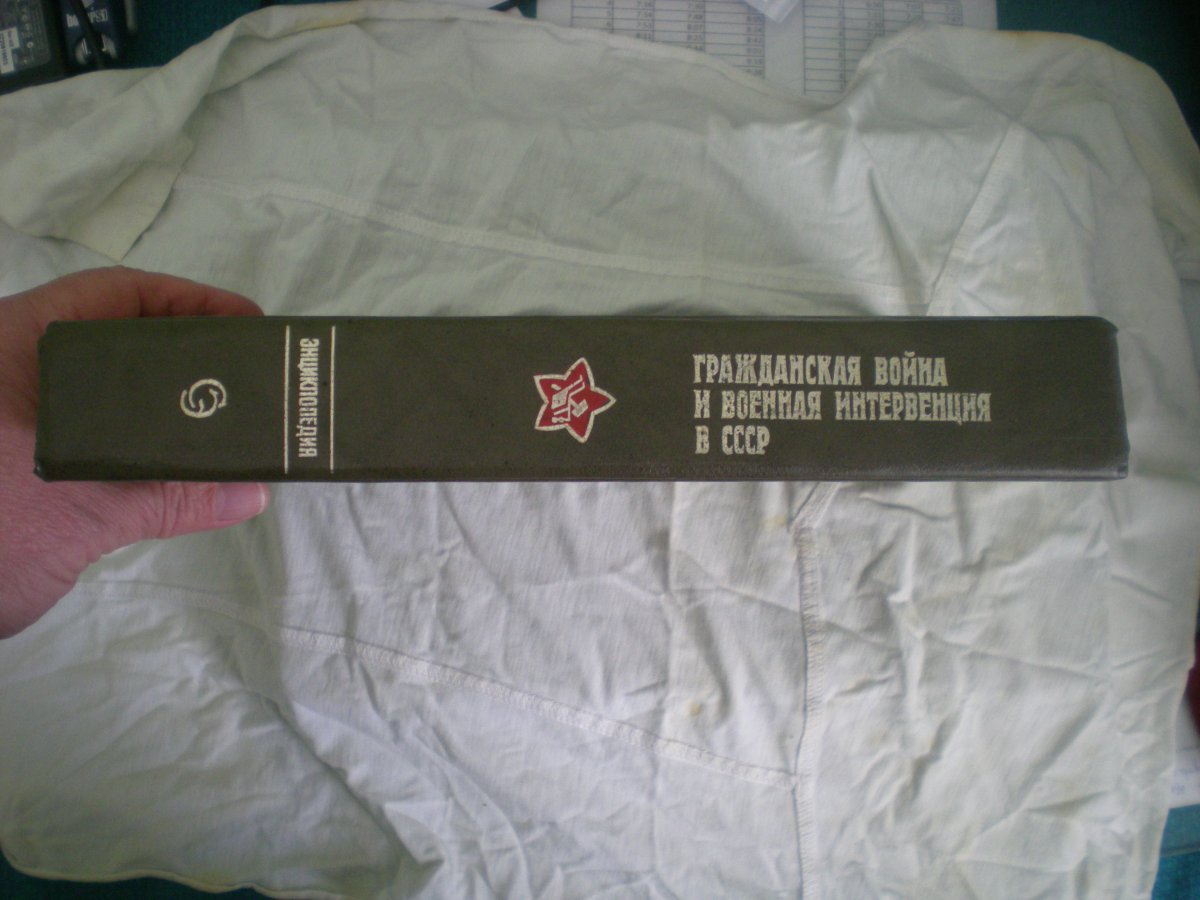 ГРАЖДАНСКАЯ ВОЙНА
И ВОЕННАЯ ИНТЕРВЕНЦИЯ
В СССР
ЭНЦИКЛОПЕДИЯ